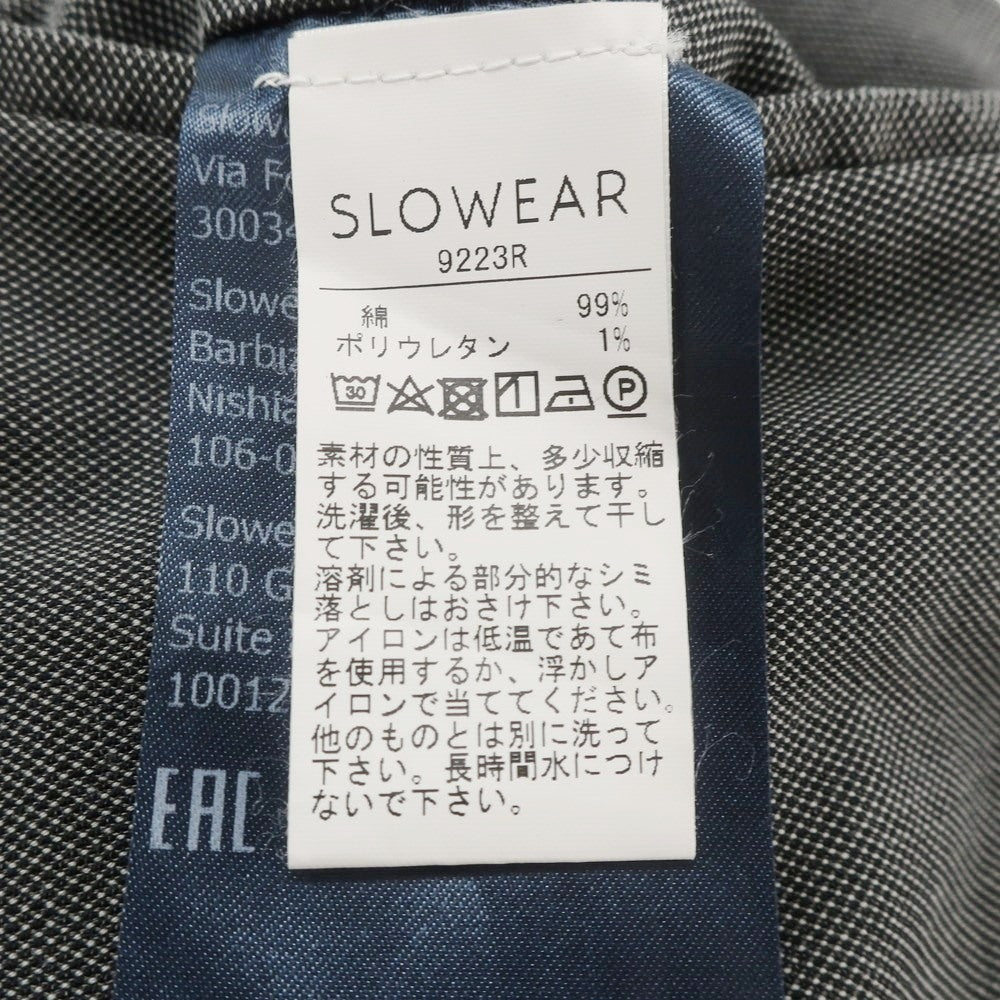 SLOWEAR
9223R
綿 99%
ポリウレタン 1%
30 P
素材の性質上、多少収縮
する可能性があります。
洗濯後、形を整えて干し
て下さい。
溶剤による部分的なシミ
落としはおさけ下さい。
アイロンは低温であて布
を使用するか、浮かしア
イロンで当ててください。
他のものとは別に洗って
下さい。長時間水につけ
ないで下さい。
Via
110
Suite
EAC